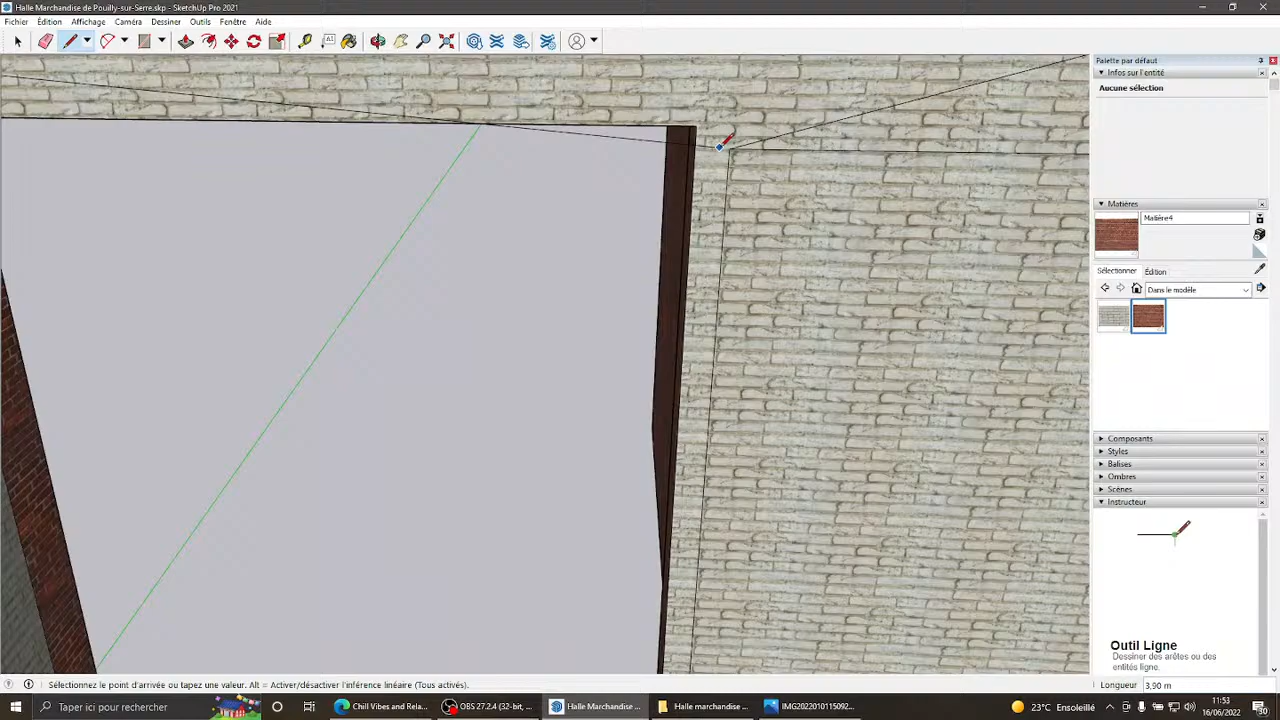 Halle Marchandise de Pouilly-sur-Serre.skp - SketchUp Pro 2021
Fichier Édition Affichage Caméra Dessiner Outils Fenêtre Aide
Palette par défaut
Infos sur l'entité
Aucune sélection
Matières
Matière4
Sélectionner Édition
Dans le modèle
Composants
Styles
Balises
Ombres
Scènes
Instructeur
Outil Ligne
Dessiner des arêtes ou des
entités ligne.
Sélectionnez le point d'arrivée ou tapez une valeur. Alt = Activer/désactiver l'inférence linéaire (Tous activés).
Longueur 3,90 m
Taper ici pour rechercher
Chill Vibes and Rela...
OBS 27.2.4 (32-bit, ...
Halle Marchandise ...
Halle marchandise ...
IMG2022010115092...
23°C Ensoleillé
11:53
16/06/2022